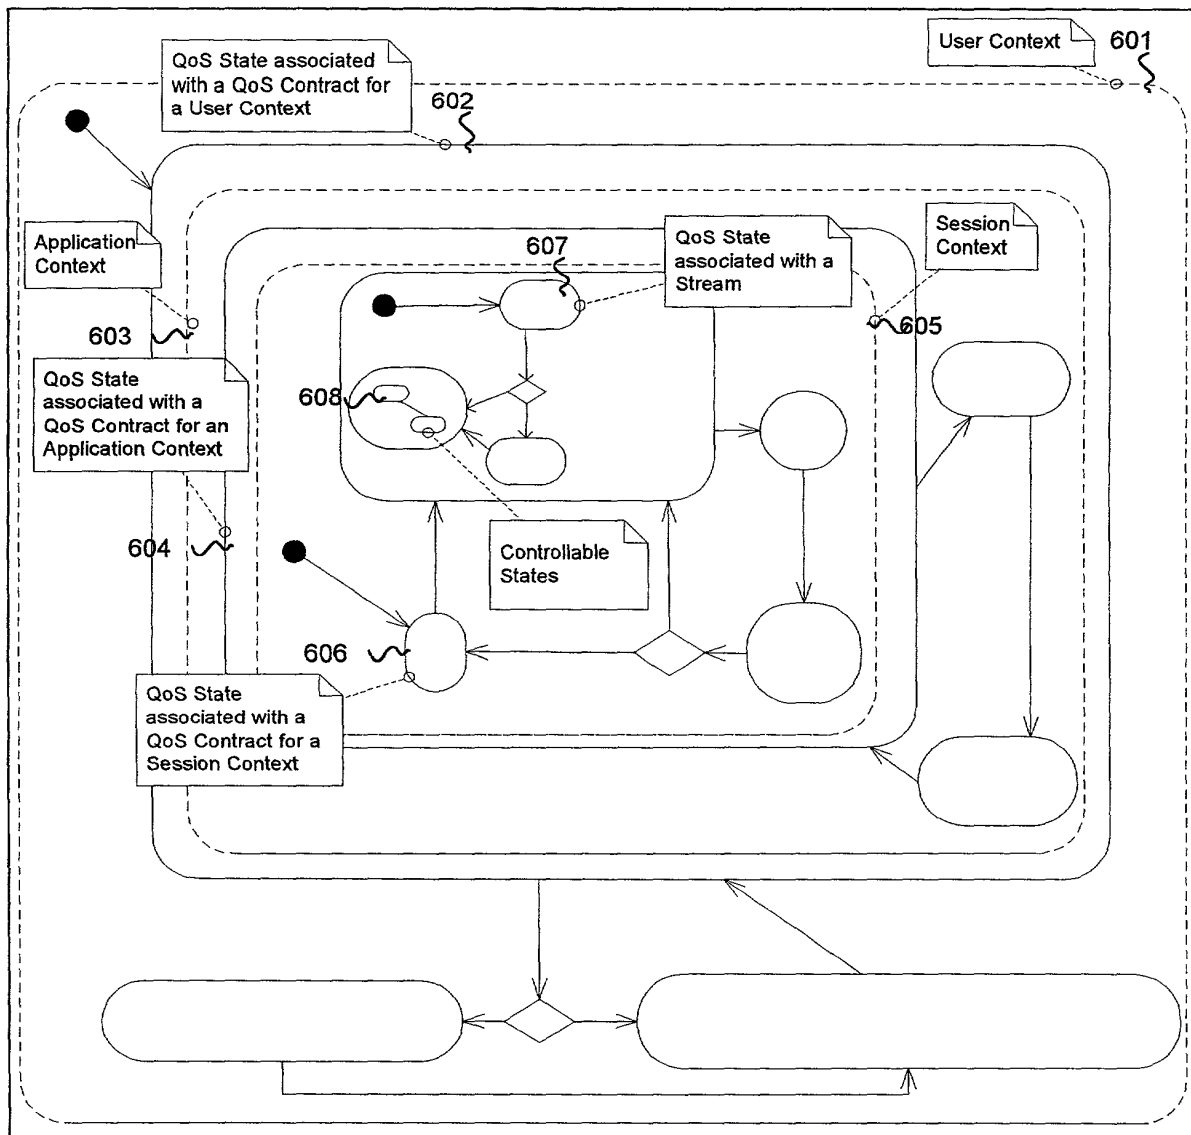 User Context
601
QoS State associated
with a QoS Contract for
a User Context
602
Application
Context
603
607
QoS State
associated with a
Stream
Session
Context
605
QoS State
associated with a
QoS Contract for an
Application Context
604
608
Controllable
States
606
QoS State
associated with a
QoS Contract for a
Session Context